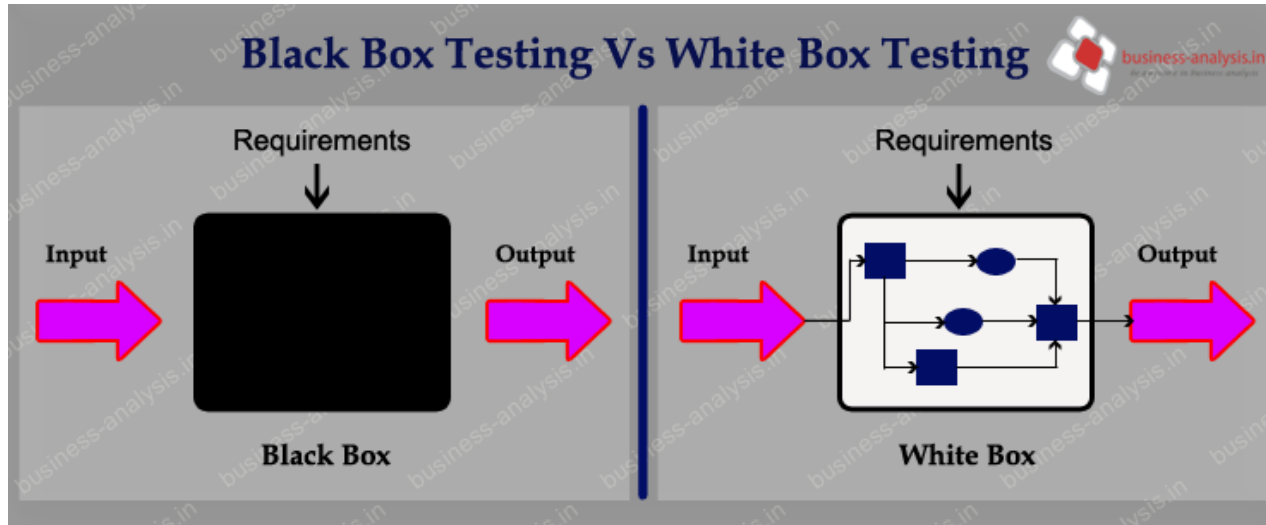 Black Box Testing Vs White Box Testing
business-analysis.in
Requirements
Input
Output
Black Box
Requirements
Input
Output
White Box